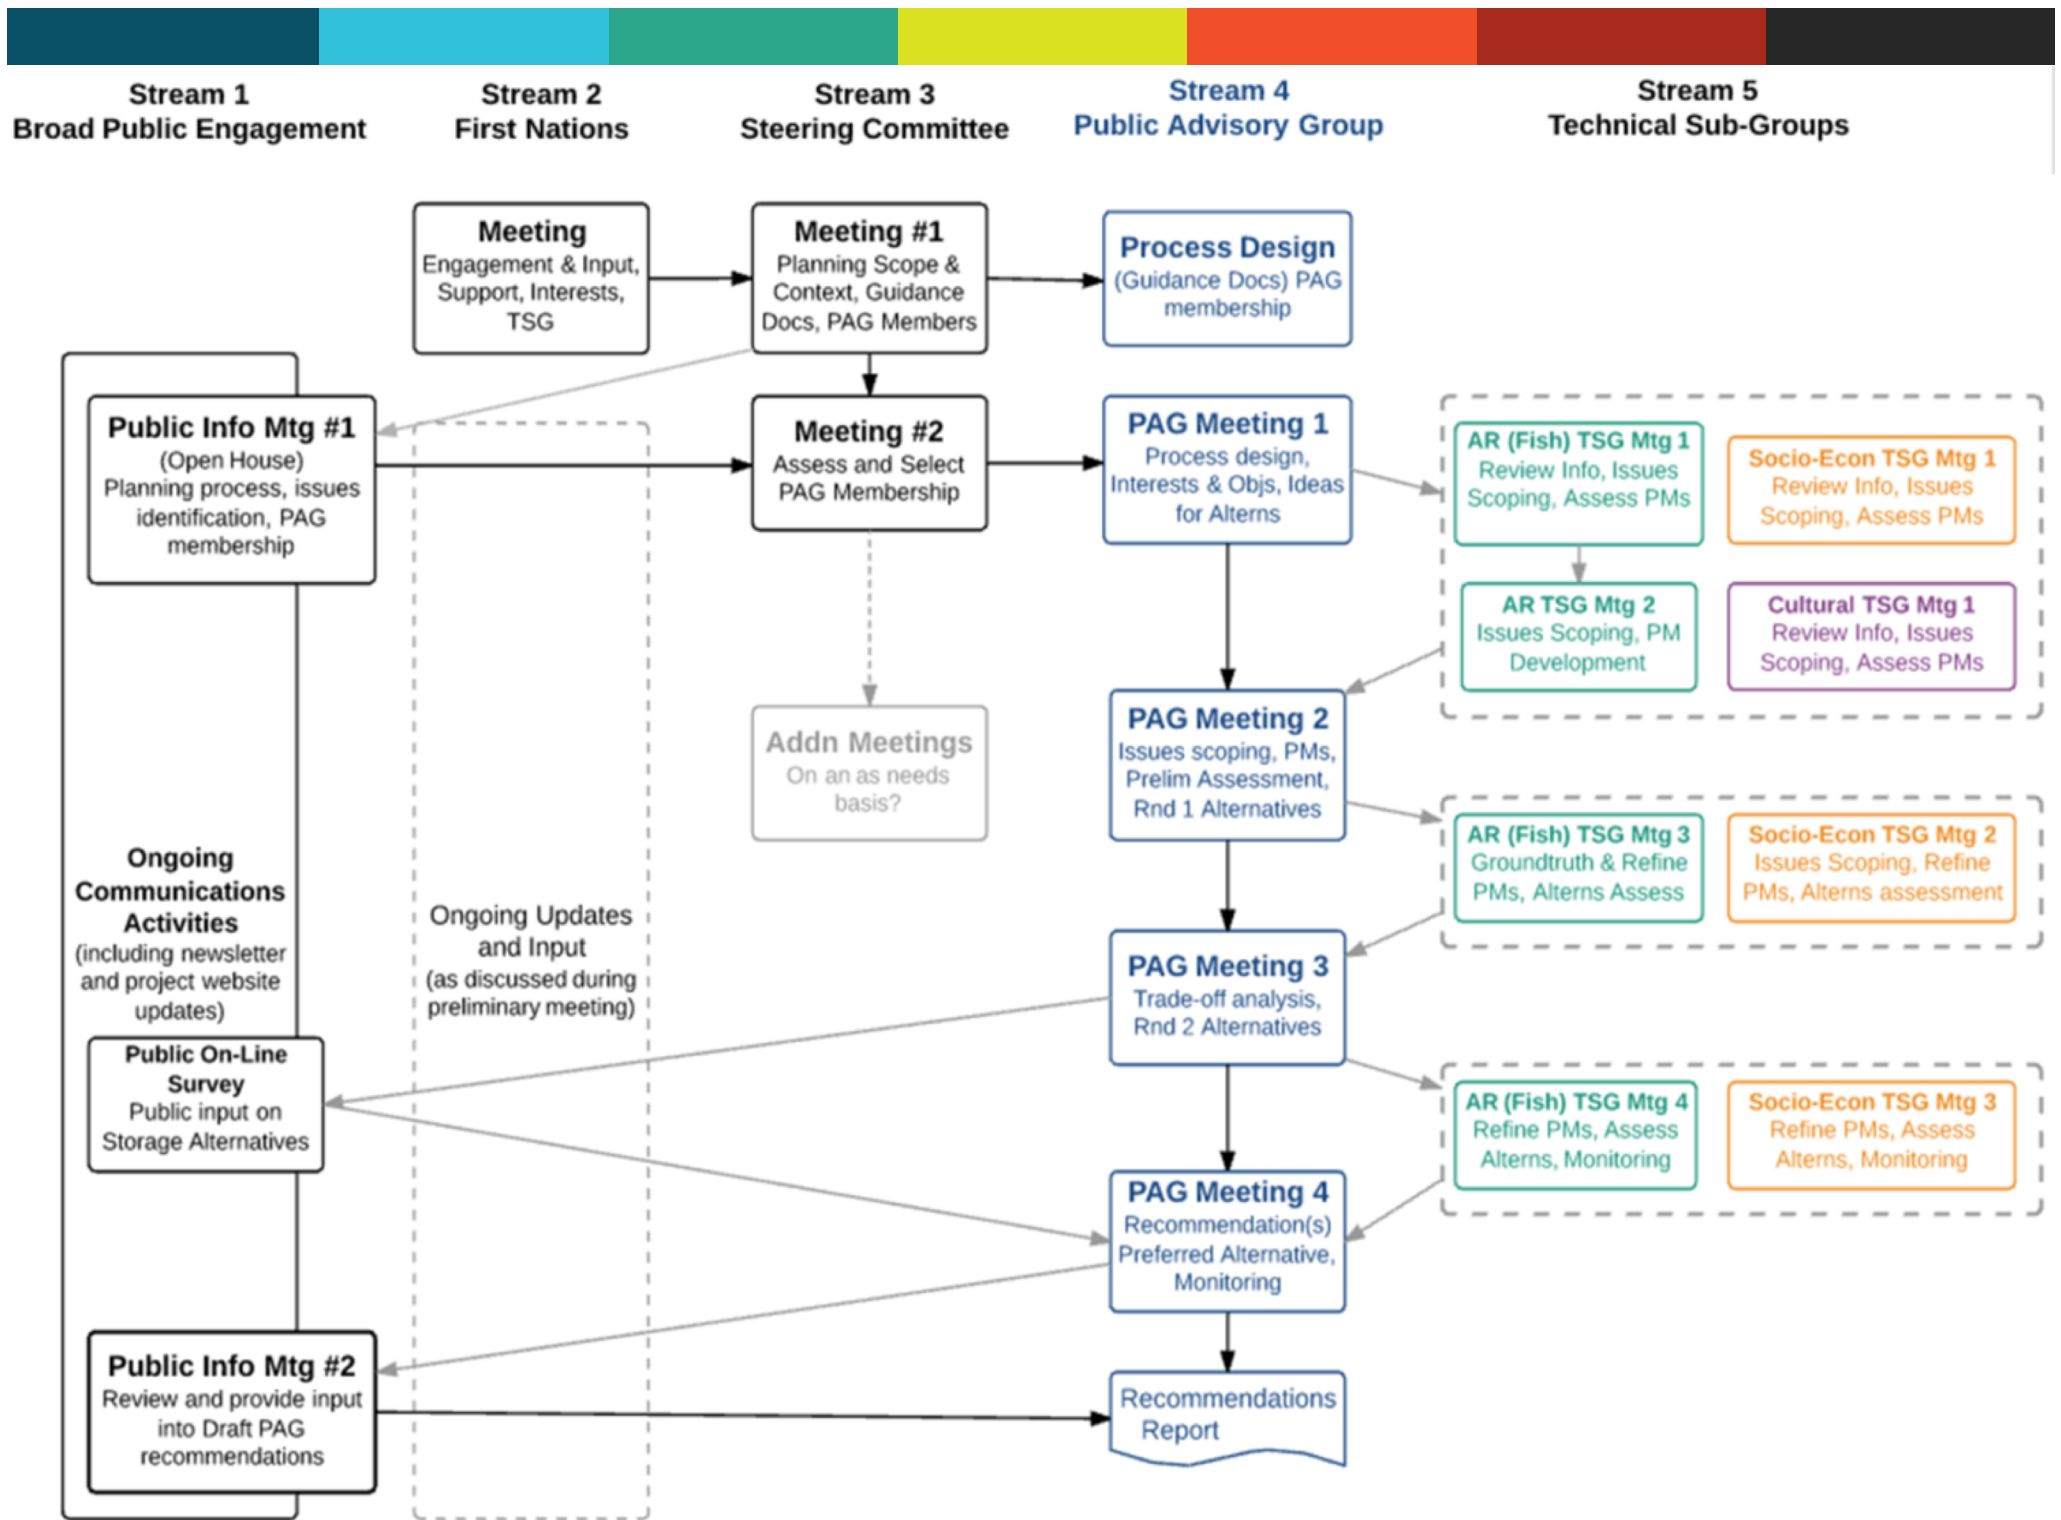 Stream 1
Broad Public Engagement
Stream 2
First Nations
Stream 3
Steering Committee
Stream 4
Public Advisory Group
Stream 5
Technical Sub-Groups
Meeting
Engagement & Input,
Support, Interests,
TSG
Meeting #1
Planning Scope &
Context, Guidance
Docs, PAG Members
Process Design
(Guidance Docs) PAG
membership
Public Info Mtg #1
(Open House)
Planning process, issues
identification, PAG
membership
Meeting #2
Assess and Select
PAG Membership
PAG Meeting 1
Process design,
Interests & Objs, Ideas
for Alterns
AR (Fish) TSG Mtg 1
Review Info, Issues
Scoping, Assess PMs
Socio-Econ TSG Mtg 1
Review Info, Issues
Scoping, Assess PMs
AR TSG Mtg 2
Issues Scoping, PM
Development
Cultural TSG Mtg 1
Review Info, Issues
Scoping, Assess PMs
Addn Meetings
On an as needs
basis?
PAG Meeting 2
Issues scoping, PMs,
Prelim Assessment,
Rnd 1 Alternatives
AR (Fish) TSG Mtg 3
Groundtruth & Refine
PMs, Alterns Assess
Socio-Econ TSG Mtg 2
Issues Scoping, Refine
PMs, Alterns assessment
Ongoing
Communications
Activities
(including newsletter
and project website
updates)
Ongoing Updates
and Input
(as discussed during
preliminary meeting)
PAG Meeting 3
Trade-off analysis,
Rnd 2 Alternatives
Public On-Line
Survey
Public input on
Storage Alternatives
AR (Fish) TSG Mtg 4
Refine PMs, Assess
Alterns, Monitoring
Socio-Econ TSG Mtg 3
Refine PMs, Assess
Alterns, Monitoring
PAG Meeting 4
Recommendation(s)
Preferred Alternative,
Monitoring
Public Info Mtg #2
Review and provide input
into Draft PAG
recommendations
Recommendations
Report